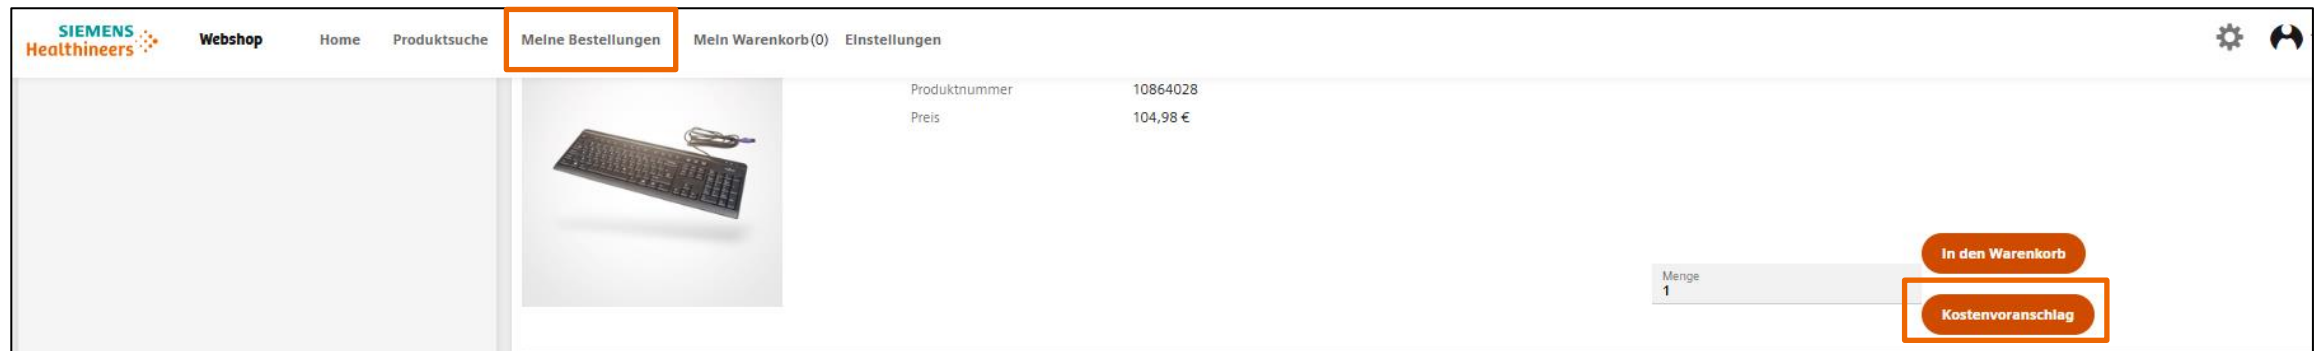 SIEMENS
Healthineers
Webshop Home Produktsuche Meine Bestellungen Mein Warenkorb(0) Einstellungen
Produktnummer 10864028
Preis 104,98 €
In den Warenkorb
Menge
1
Kostenvoranschlag